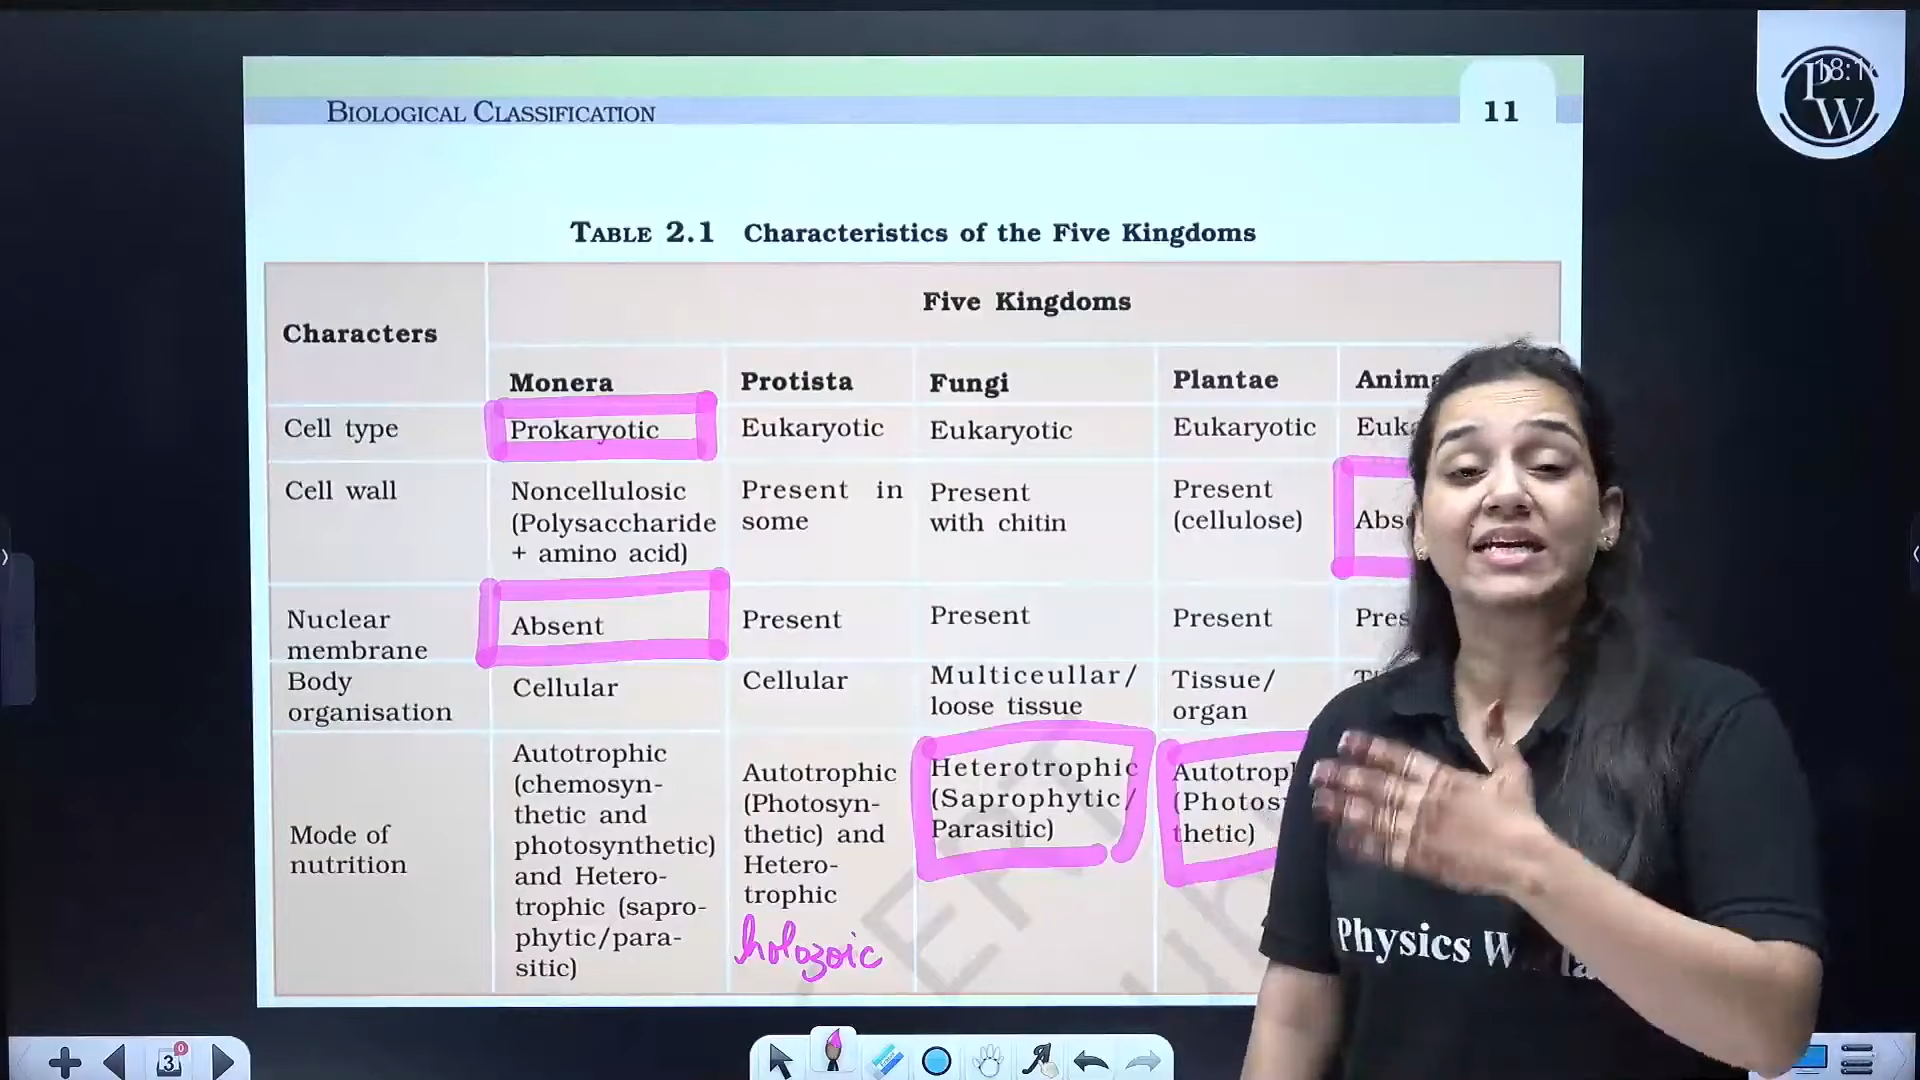 BIOLOGICAL CLASSIFICATION
11
TABLE 2.1 Characteristics of the Five Kingdoms
Characters
Five Kingdoms
Monera
Protista
Fungi
Plantae
Cell type
Prokaryotic
Eukaryotic
Eukaryotic
Eukaryotic
Cell wall
Noncellulosic
(Polysaccharide
+ amino acid)
Present in
some
Present
with chitin
Present
(cellulose)
Nuclear
membrane
Absent
Present
Present
Present
Body
organisation
Cellular
Cellular
Multiceullar/
loose tissue
Tissue/
organ
Mode of
nutrition
Autotrophic
(chemosyn-
thetic and
photosynthetic)
and Hetero-
trophic (sapro-
phytic/para-
sitic)
Autotrophic
(Photosyn-
thetic) and
Hetero-
trophic
holozoic
Heterotrophic
(Saprophytic/
Parasitic)
thetic)
PW
Physics
3
0